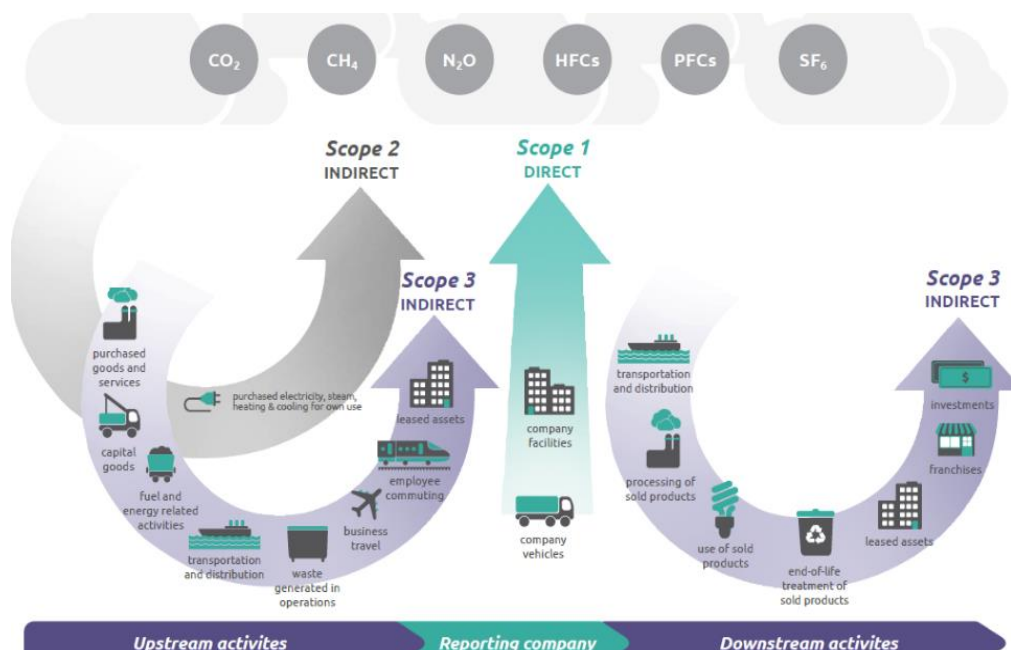 CO₂
CH₄
N₂O
HFCs
PFCs
SF₆
Scope 2
INDIRECT
Scope 1
DIRECT
Scope 3
INDIRECT
Scope 3
INDIRECT
purchased
goods and
services
capital
goods
fuel and
energy related
activities
purchased electricity, steam,
heating & cooling for own use
transportation
and distribution
waste
generated in
operations
business
travel
employee
commuting
leased assets
company
facilities
company
vehicles
transportation
and distribution
processing of
sold products
use of sold
products
end-of-life
treatment of
sold products
leased assets
franchises
$
investments
Upstream activites
Reporting company
Downstream activites